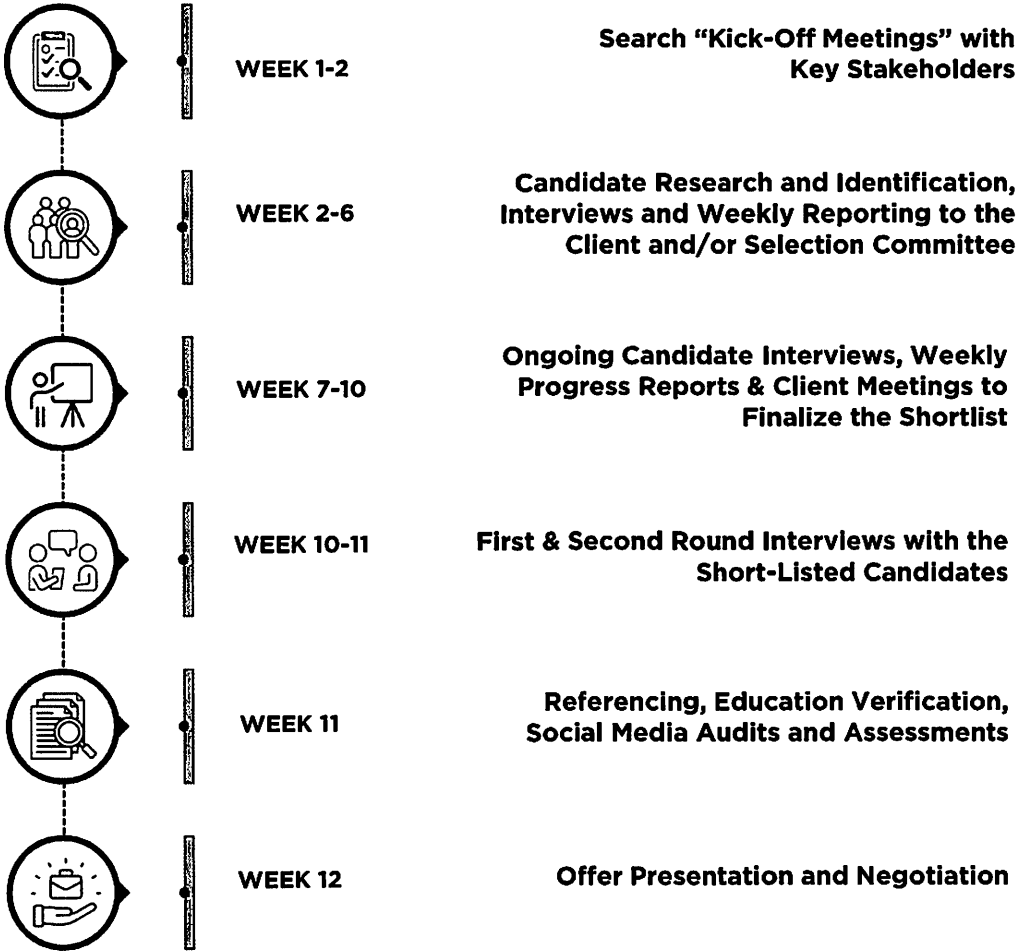 WEEK 1-2
Search “Kick-Off Meetings” with
Key Stakeholders
WEEK 2-6
Candidate Research and Identification,
Interviews and Weekly Reporting to the
Client and/or Selection Committee
WEEK 7-10
Ongoing Candidate Interviews, Weekly
Progress Reports & Client Meetings to
Finalize the Shortlist
WEEK 10-11
First & Second Round Interviews with the
Short-Listed Candidates
WEEK 11
Referencing, Education Verification,
Social Media Audits and Assessments
WEEK 12
Offer Presentation and Negotiation